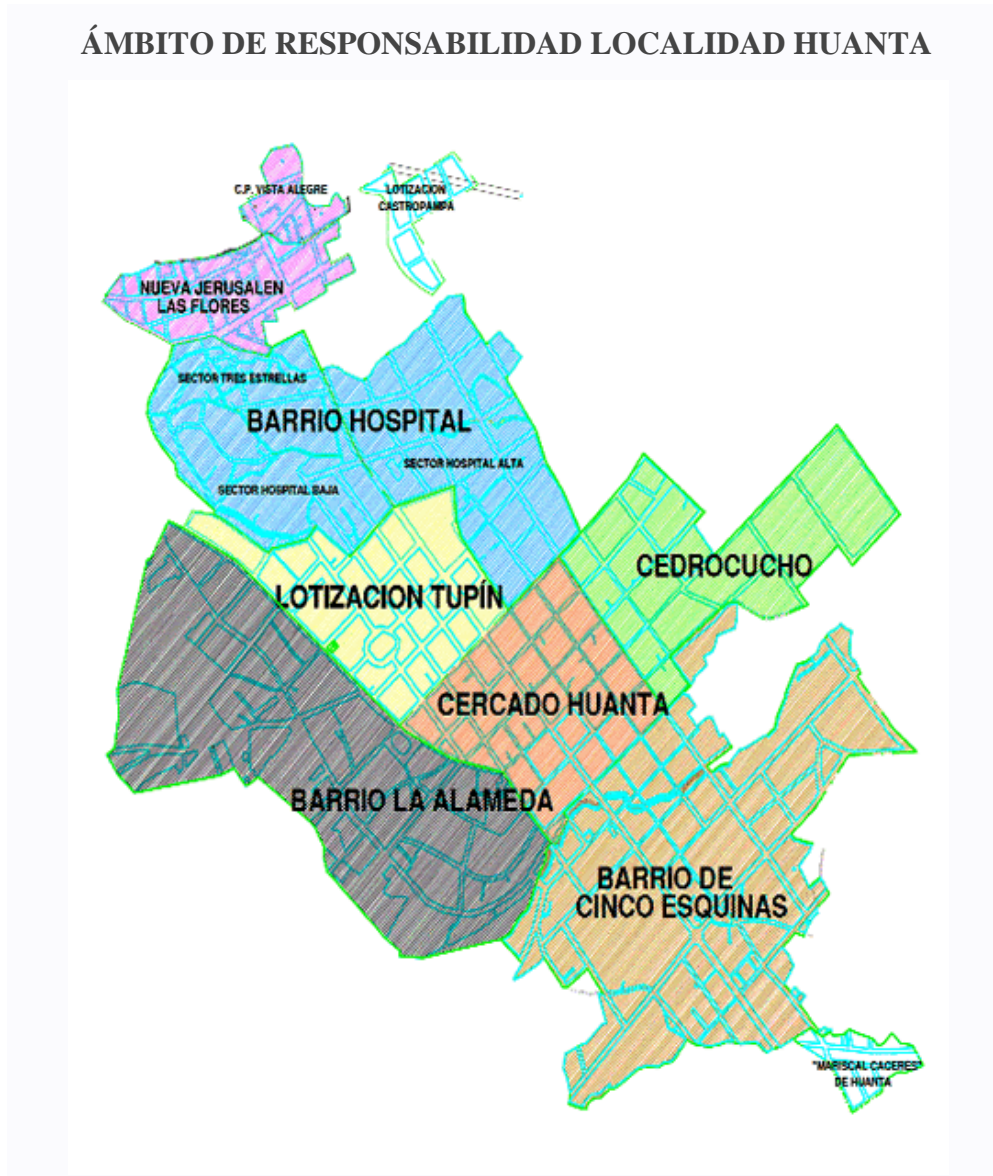 ÁMBITO DE RESPONSABILIDAD LOCALIDAD HUANTA
C.P. VISTA ALEGRE
LOTIZACION
CASTROPAMPA
NUEVA JERUSALEN
LAS FLORES
SECTOR TRES ESTRELLAS
BARRIO HOSPITAL
SECTOR HOSPITAL ALTA
SECTOR HOSPITAL BAJA
CEDROCUCHO
LOTIZACION TUPÍN
CERCADO HUANTA
BARRIO LA ALAMEDA
BARRIO DE
CINCO ESQUINAS
"MARISCAL CACERES"
DE HUANTA